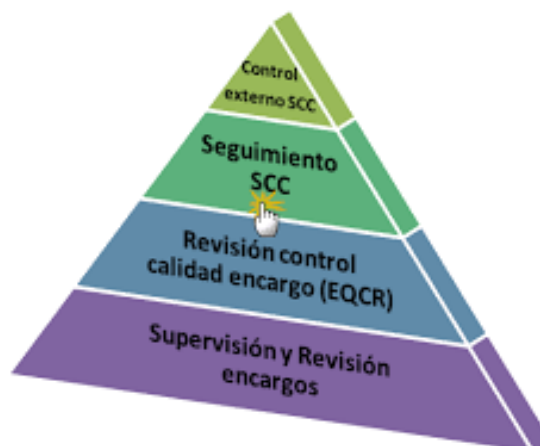 Control
externo SCC
Seguimiento
SCC
Revisión control
calidad encargo (EQCR)
Supervisión y Revisión
encargos